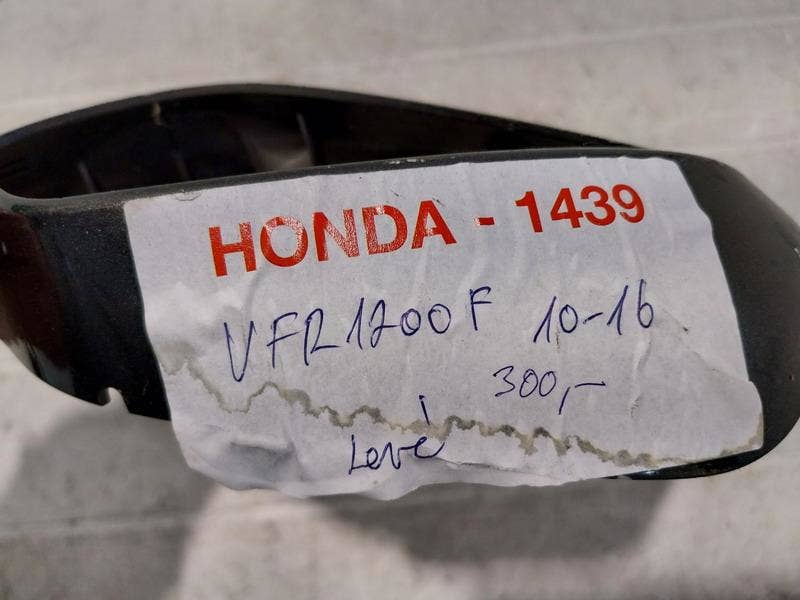 HONDA - 1439
VFR1200F 10-16
300,-
Levé